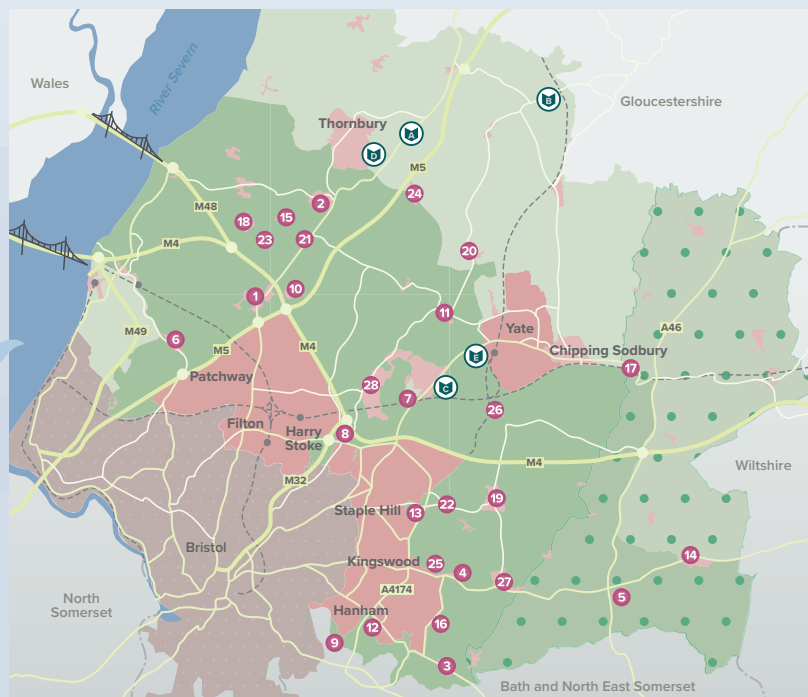 River Severn
Wales
Gloucestershire
B
Thornbury
A
D
M5
24
2
M48
18
15
23
21
M4
20
10
1
11
M49
6
M5
M4
Yate
A46
E
Chipping Sodbury
17
Patchway
28
C
7
26
Filton
Harry
Stoke
8
M4
Wiltshire
M32
19
22
Staple Hill
13
Bristol
14
Kingswood
25
4
27
A4174
5
North
Somerset
Hanham
12
16
9
3
Bath and North East Somerset